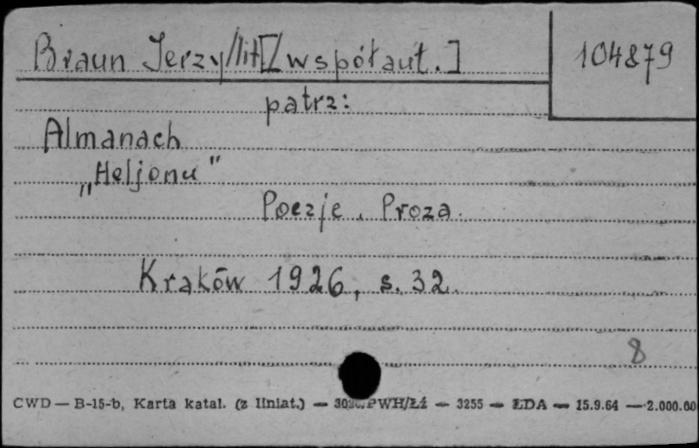 Braun Jerzy/lit[/współaut.]
104879
patrz:
Almanach
„Heljonu"
Poezje. Proza.
Kraków 1926, s. 32.
8
CWD — B-15-b, Karta katal. (z liniat.) — PWH/Łż — 3255 — ŁDA — 15.9.64 — 2.000.00